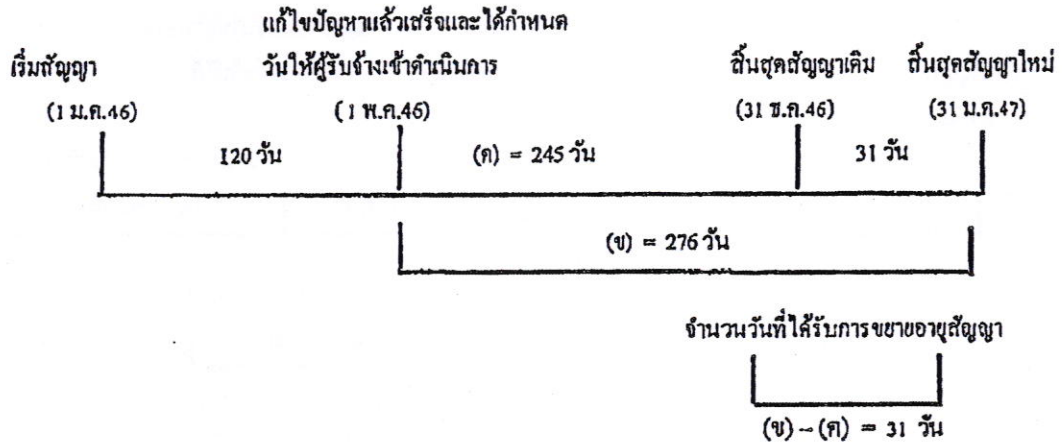 แก้ไขปัญหาแล้วเสร็จและได้กำหนด
เริ่มสัญญา วันให้ผู้รับจ้างเข้าดำเนินการ สิ้นสุดสัญญาเดิม สิ้นสุดสัญญาใหม่
(1 ม.ค.46) (1 พ.ค.46) (31 ธ.ค.46) (31 ม.ค.47)
120 วัน (ค) = 245 วัน 31 วัน
(ข) = 276 วัน
จำนวนวันที่ได้รับการขยายอายุสัญญา
(ข) – (ค) = 31 วัน